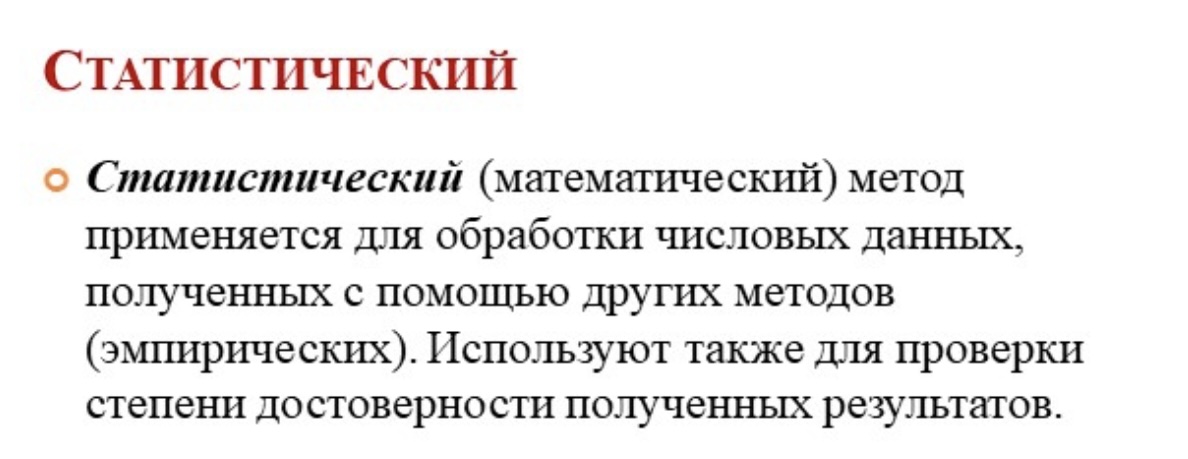 СТАТИСТИЧЕСКИЙ
Статистический (математический) метод
применяется для обработки числовых данных,
полученных с помощью других методов
(эмпирических). Используют также для проверки
степени достоверности полученных результатов.